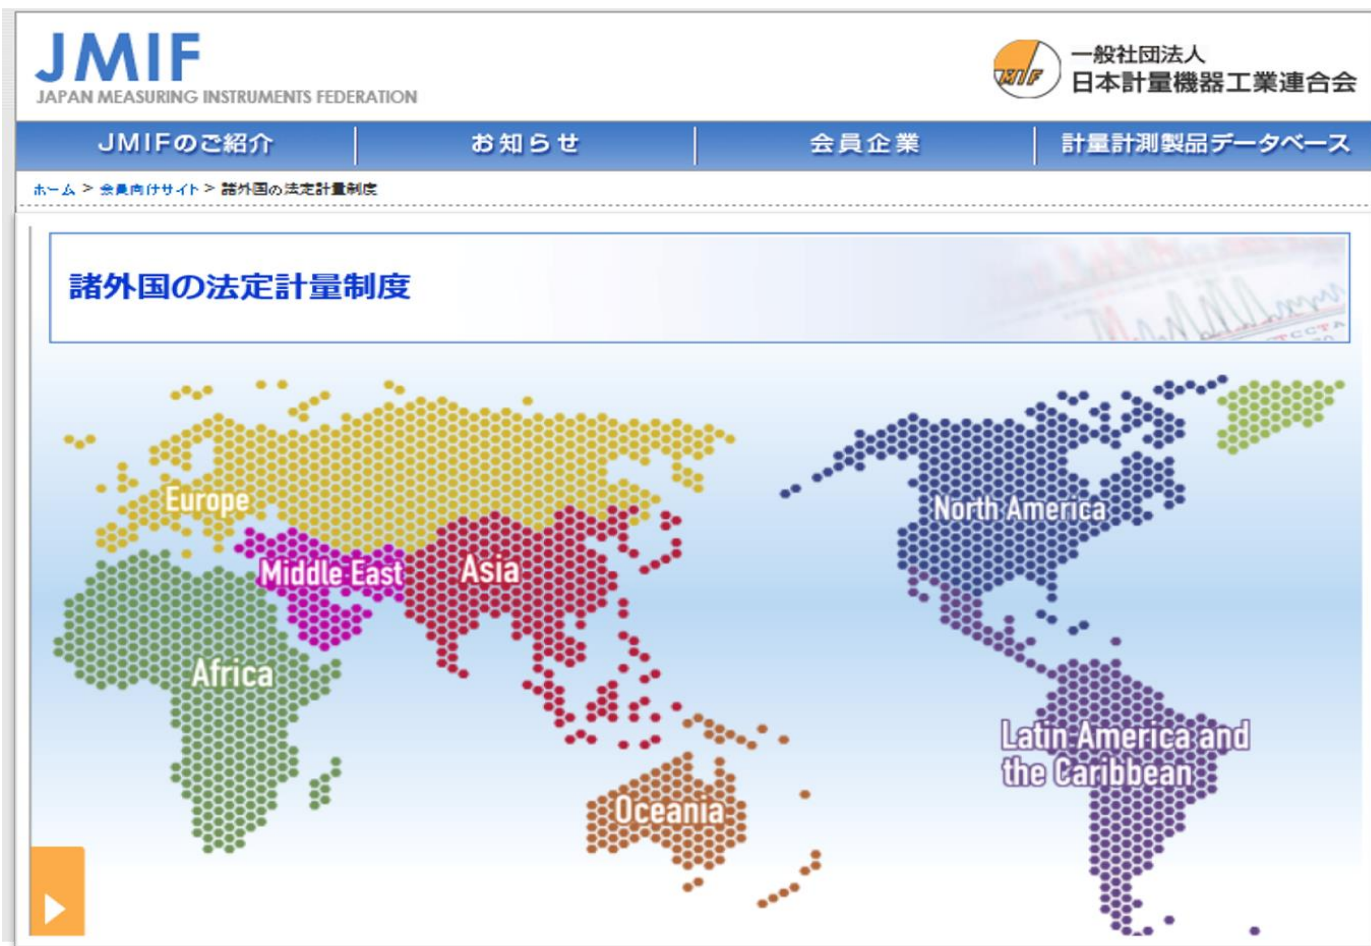 JMIF
JAPAN MEASURING INSTRUMENTS FEDERATION
MIF
一般社団法人
日本計量機器工業連合会
JMIFのご紹介
お知らせ
会員企業
計量計測製品データベース
ホーム > 会員向けサイト > 諸外国の法定計量制度
諸外国の法定計量制度
TCCTA
Europe
North America
Middle East
Asia
Africa
Latin America and
the Caribbean
Oceania